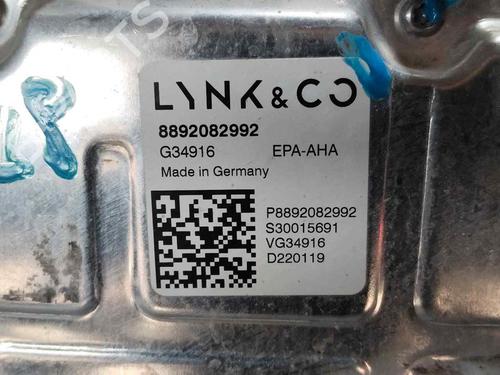 LYNK & CO
8892082992
G34916 EPA-AHA
Made in Germany
P8892082992
S30015691
VG34916
D220119